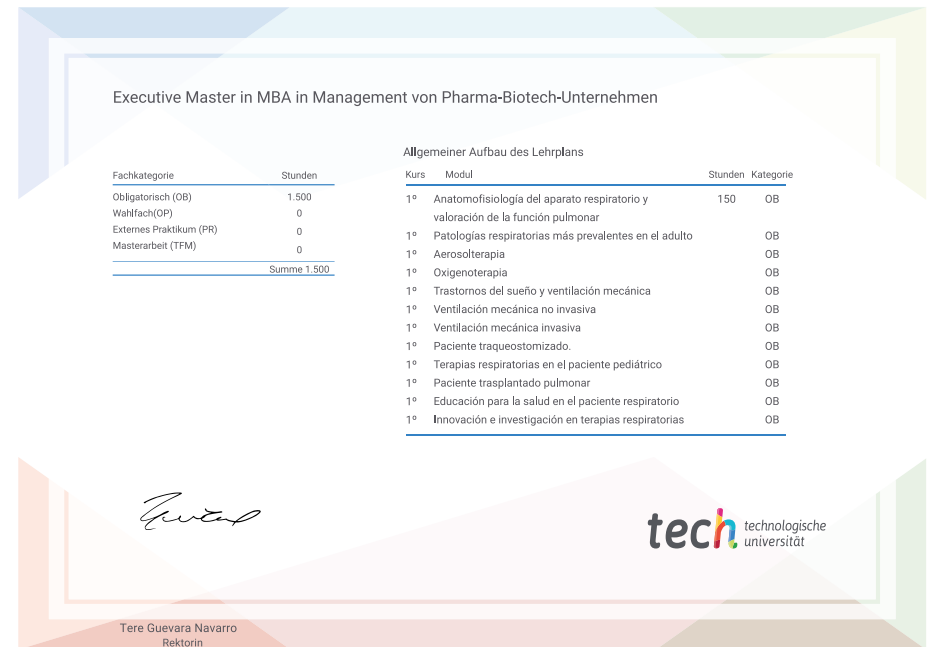 Executive Master in MBA in Management von Pharma-Biotech-Unternehmen
Fachkategorie Stunden
Obligatorisch (OB) 1.500
Wahlfach(OP) 0
Externes Praktikum (PR) 0
Masterarbeit (TFM) 0
Summe 1.500
Allgemeiner Aufbau des Lehrplans
Kurs Modul Stunden Kategorie
1º Anatomofisiología del aparato respiratorio y 150 OB
valoración de la función pulmonar
1º Patologías respiratorias más prevalentes en el adulto OB
1º Aerosolterapia OB
1º Oxigenoterapia OB
1º Trastornos del sueño y ventilación mecánica OB
1º Ventilación mecánica no invasiva OB
1º Ventilación mecánica invasiva OB
1º Paciente traqueostomizado. OB
1º Terapias respiratorias en el paciente pediátrico OB
1º Paciente trasplantado pulmonar OB
1º Educación para la salud en el paciente respiratorio OB
1º Innovación e investigación en terapias respiratorias OB
tech technologische
universität
Tere Guevara Navarro
Rektorin